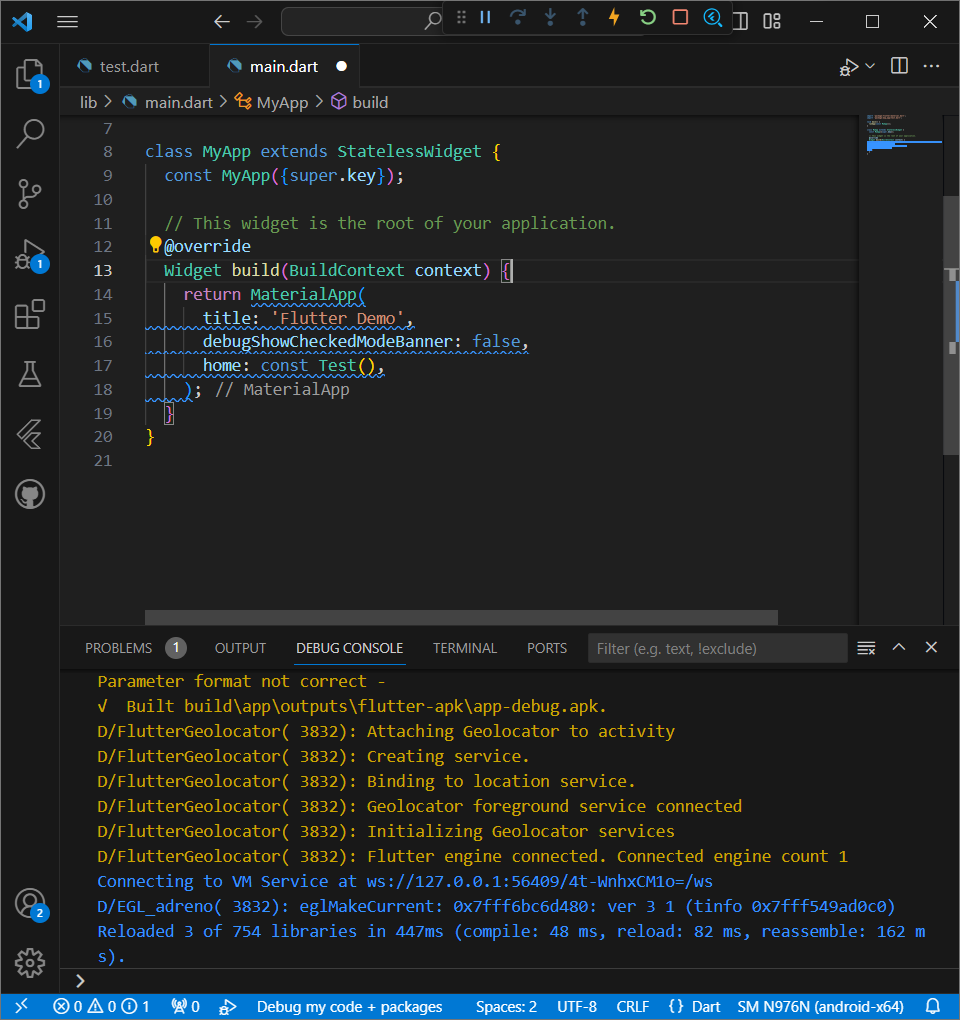 test.dart
main.dart
lib > main.dart > MyApp > build
7
8 class MyApp extends StatelessWidget {
9 const MyApp({super.key});
10
11 // This widget is the root of your application.
12 @override
13 Widget build(BuildContext context) {
14 return MaterialApp(
15 title: 'Flutter Demo',
16 debugShowCheckedModeBanner: false,
17 home: const Test(),
18 ); // MaterialApp
19 }
20 }
21
1
1
2
PROBLEMS 1 OUTPUT DEBUG CONSOLE TERMINAL PORTS Filter (e.g. text, !exclude)
Parameter format not correct -
√ Built build\app\outputs\flutter-apk\app-debug.apk.
D/FlutterGeolocator( 3832): Attaching Geolocator to activity
D/FlutterGeolocator( 3832): Creating service.
D/FlutterGeolocator( 3832): Binding to location service.
D/FlutterGeolocator( 3832): Geolocator foreground service connected
D/FlutterGeolocator( 3832): Initializing Geolocator services
D/FlutterGeolocator( 3832): Flutter engine connected. Connected engine count 1
Connecting to VM Service at ws://127.0.0.1:56409/4t-WnhxCM1o=/ws
D/EGL_adreno( 3832): eglMakeCurrent: 0x7fff6bc6d480: ver 3 1 (tinfo 0x7fff549ad0c0)
Reloaded 3 of 754 libraries in 447ms (compile: 48 ms, reload: 82 ms, reassemble: 162 m
s).
>
0 0 1 0 Debug my code + packages Spaces: 2 UTF-8 CRLF {} Dart SM N976N (android-x64)